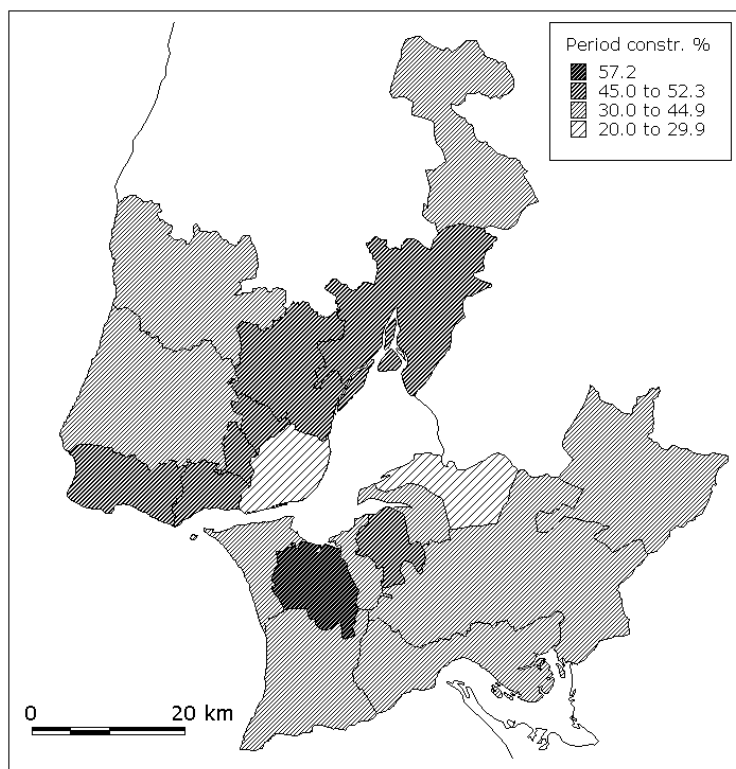 Period constr. %
57.2
45.0 to 52.3
30.0 to 44.9
20.0 to 29.9
0 20 km